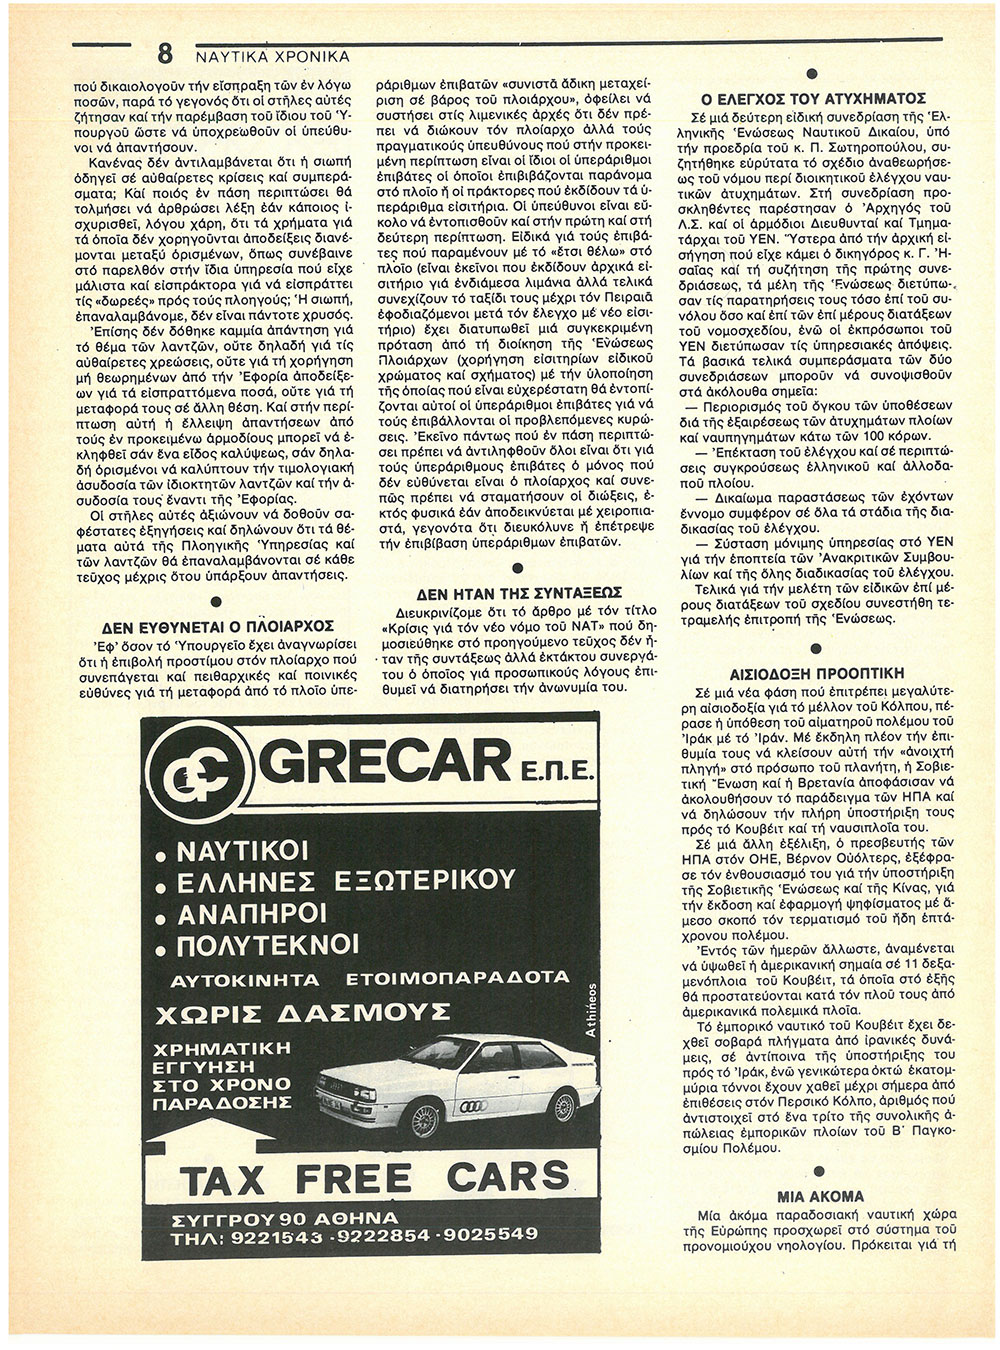 8 ΝΑΥΤΙΚΑ ΧΡΟΝΙΚΑ
πού δικαιολογοῦν τήν εἴσπραξη τῶν ἐν λόγω
ποσῶν, παρά τό γεγονός ὅτι οἱ στῆλες αὐτές
ζήτησαν καί τήν παρέμβαση τοῦ ἴδιου τοῦ Ὑ-
πουργοῦ ὥστε νά ὑποχρεωθοῦν οἱ ὑπεύθυ-
νοι νά ἀπαντήσουν.
Κανένας δέν ἀντιλαμβάνεται ὅτι ἡ σιωπή
ὁδηγεῖ σέ αὐθαίρετες κρίσεις καί συμπερά-
σματα; Καί ποιός ἐν πάση περιπτώσει θά
τολμήσει νά ἀρθρώσει λέξη ἐάν κάποιος ἰ-
σχυρισθεῖ, λόγου χάρη, ὅτι τά χρήματα γιά
τά ὁποῖα δέν χορηγοῦνται ἀποδείξεις διανέ-
μονται μεταξύ ὁρισμένων, ὅπως συνέβαινε
στό παρελθόν στήν ἴδια ὑπηρεσία πού εἶχε
μάλιστα καί εἰσπράκτορα γιά νά εἰσπράττει
τίς «δωρεές» πρός τούς πλοηγούς; Ἡ σιωπή,
ἐπαναλαμβάνομε, δέν εἶναι πάντοτε χρυσός.
Ἐπίσης δέν δόθηκε καμμία ἀπάντηση γιά
τό θέμα τῶν λαντζῶν, οὔτε δηλαδή γιά τίς
αὐθαίρετες χρεώσεις, οὔτε γιά τή χορήγηση
μή θεωρημένων ἀπό τήν Ἐφορία ἀποδείξε-
ων γιά τά εἰσπραττόμενα ποσά, οὔτε γιά τή
μεταφορά τους σέ ἄλλη θέση. Καί στήν περί-
πτωση αὐτή ἡ ἔλλειψη ἀπαντήσεων ἀπό
τούς ἐν προκειμένω ἁρμοδίους μπορεῖ νά ἐ-
κληφθεῖ σάν ἕνα εἶδος καλύψεως, σάν δηλα-
δή ὁρισμένοι νά καλύπτουν τήν τιμολογιακή
ἀσυδοσία τῶν ἰδιοκτητῶν λαντζῶν καί τήν ἀ-
συδοσία τους ἔναντι τῆς Ἐφορίας.
Οἱ στῆλες αὐτές ἀξιώνουν νά δοθοῦν σα-
φέστατες ἐξηγήσεις καί δηλώνουν ὅτι τά θέ-
ματα αὐτά τῆς Πλοηγικῆς Ὑπηρεσίας καί
τῶν λαντζῶν θά ἐπαναλαμβάνονται σέ κάθε
τεῦχος μέχρις ὅτου ὑπάρξουν ἀπαντήσεις.
●
ΔΕΝ ΕΥΘΥΝΕΤΑΙ Ο ΠΛΟΙΑΡΧΟΣ
Ἐφ' ὅσον τό Ὑπουργεῖο ἔχει ἀναγνωρίσει
ὅτι ἡ ἐπιβολή προστίμου στόν πλοίαρχο πού
συνεπάγεται καί πειθαρχικές καί ποινικές
εὐθύνες γιά τή μεταφορά ἀπό τό πλοῖο ὑπε-
ράριθμων ἐπιβατῶν «συνιστᾶ ἄδικη μεταχεί-
ριση σέ βάρος τοῦ πλοιάρχου», ὀφείλει νά
συστήσει στίς λιμενικές ἀρχές ὅτι δέν πρέ-
πει νά διώκουν τόν πλοίαρχο ἀλλά τούς
πραγματικούς ὑπευθύνους πού στήν προκει-
μένη περίπτωση εἶναι οἱ ἴδιοι οἱ ὑπεράριθμοι
ἐπιβάτες οἱ ὁποῖοι ἐπιβιβάζονται παράνομα
στό πλοῖο ἤ οἱ πράκτορες πού ἐκδίδουν τά ὑ-
περάριθμα εἰσιτήρια. Οἱ ὑπεύθυνοι εἶναι εὔ-
κολο νά ἐντοπισθοῦν καί στήν πρώτη καί στή
δεύτερη περίπτωση. Εἰδικά γιά τούς ἐπιβά-
τες πού παραμένουν μέ τό «ἔτσι θέλω» στό
πλοῖο (εἶναι ἐκεῖνοι που ἐκδίδουν ἀρχικά εἰ-
σιτήριο γιά ἐνδιάμεσα λιμάνια ἀλλά τελικά
συνεχίζουν τό ταξίδι τους μέχρι τόν Πειραιᾶ
ἐφοδιαζόμενοι μετά τόν ἔλεγχο μέ νέο εἰσι-
τήριο) ἔχει διατυπωθεῖ μιά συγκεκριμένη
πρόταση ἀπό τή διοίκηση τῆς Ἑνώσεως
Πλοιάρχων (χορήγηση εἰσιτηρίων εἰδικοῦ
χρώματος καί σχήματος) μέ τήν ὑλοποίηση
τῆς ὁποίας πού εἶναι εὐχερέστατη θά ἐντοπί-
ζονται αὐτοί οἱ ὑπεράριθμοι ἐπιβάτες γιά νά
τούς ἐπιβάλλονται οἱ προβλεπόμενες κυρώ-
σεις. Ἐκεῖνο πάντως πού ἐν πάση περιπτώ-
σει πρέπει νά ἀντιληφθοῦν ὅλοι εἶναι ὅτι γιά
τούς ὑπεράριθμους ἐπιβάτες ὁ μόνος πού
δέν εὐθύνεται εἶναι ὁ πλοίαρχος καί συνε-
πῶς πρέπει νά σταματήσουν οἱ διώξεις, ἐ-
κτός φυσικά ἐάν ἀποδεικνύεται μέ χειροπια-
στά, γεγονότα ὅτι διευκόλυνε ἤ ἐπέτρεψε
τήν ἐπιβίβαση ὑπεράριθμων ἐπιβατῶν.
●
ΔΕΝ ΗΤΑΝ ΤΗΣ ΣΥΝΤΑΞΕΩΣ
Διευκρινίζομε ὅτι τό ἄρθρο μέ τόν τίτλο
«Κρίσις γιά τόν νέο νόμο τοῦ ΝΑΤ» πού δη-
μοσιεύθηκε στό προηγούμενο τεῦχος δέν ἦ-
ταν τῆς συντάξεως ἀλλά ἐκτάκτου συνεργά-
του ὁ ὁποῖος γιά προσωπικούς λόγους ἐπι-
θυμεῖ νά διατηρήσει τήν ἀνωνυμία του.
●
Ο ΕΛΕΓΧΟΣ ΤΟΥ ΑΤΥΧΗΜΑΤΟΣ
Σέ μιά δεύτερη εἰδική συνεδρίαση τῆς Ἑλ-
ληνικῆς Ἑνώσεως Ναυτικοῦ Δικαίου, ὑπό
τήν προεδρία τοῦ κ. Π. Σωτηροπούλου, συ-
ζητήθηκε εὐρύτατα τό σχέδιο ἀναθεωρήσε-
ως τοῦ νόμου περί διοικητικοῦ ἐλέγχου ναυ-
τικῶν ἀτυχημάτων. Στή συνεδρίαση προ-
σκληθέντες παρέστησαν ὁ Ἀρχηγός τοῦ
Λ.Σ. καί οἱ ἁρμόδιοι Διευθυνταί καί Τμημα-
τάρχαι τοῦ ΥΕΝ. Ὕστερα ἀπό τήν ἀρχική εἰ-
σήγηση πού εἶχε κάμει ὁ δικηγόρος κ. Γ. Ἠ-
σαΐας καί τή συζήτηση τῆς πρώτης συνε-
δριάσεως, τά μέλη τῆς Ἑνώσεως διετύπω-
σαν τίς παρατηρήσεις τους τόσο ἐπί τοῦ συ-
νόλου ὅσο καί ἐπί τῶν ἐπί μέρους διατάξεων
τοῦ νομοσχεδίου, ἐνῶ οἱ ἐκπρόσωποι τοῦ
ΥΕΝ διετύπωσαν τίς ὑπηρεσιακές ἀπόψεις.
Τά βασικά τελικά συμπεράσματα τῶν δύο
συνεδριάσεων μποροῦν νά συνοψισθοῦν
στά ἀκόλουθα σημεῖα:
— Περιορισμός τοῦ ὄγκου τῶν ὑποθέσεων
διά τῆς ἐξαιρέσεως τῶν ἀτυχημάτων πλοίων
καί ναυπηγημάτων κάτω τῶν 100 κόρων.
— Ἐπέκταση τοῦ ἐλέγχου καί σέ περιπτώ-
σεις συγκρούσεως ἑλληνικοῦ καί ἀλλοδα-
ποῦ πλοίου.
— Δικαίωμα παραστάσεως τῶν ἐχόντων
ἔννομο συμφέρον σέ ὅλα τά στάδια τῆς δια-
δικασίας τοῦ ἐλέγχου.
— Σύσταση μόνιμης ὑπηρεσίας στό ΥΕΝ
γιά τήν ἐποπτεία τῶν Ἀνακριτικῶν Συμβου-
λίων καί τῆς ὅλης διαδικασίας τοῦ ἐλέγχου.
Τελικά γιά τήν μελέτη τῶν εἰδικῶν ἐπί μέ-
ρους διατάξεων τοῦ σχεδίου συνεστήθη τε-
τραμελής ἐπιτροπή τῆς Ἑνώσεως.
●
ΑΙΣΙΟΔΟΞΗ ΠΡΟΟΠΤΙΚΗ
Σέ μιά νέα φάση πού ἐπιτρέπει μεγαλύτε-
ρη αἰσιοδοξία γιά τό μέλλον τοῦ Κόλπου, πέ-
ρασε ἡ ὑπόθεση τοῦ αἱματηροῦ πολέμου τοῦ
Ἰράκ μέ τό Ἰράν. Μέ ἔκδηλη πλέον τήν ἐπι-
θυμία τους νά κλείσουν αὐτή τήν «ἀνοιχτή
πληγή» στό πρόσωπο τοῦ πλανήτη, ἡ Σοβιε-
τική Ἕνωση καί ἡ Βρετανία ἀποφάσισαν νά
ἀκολουθήσουν τό παράδειγμα τῶν ΗΠΑ καί
νά δηλώσουν τήν πλήρη ὑποστήριξη τους
πρός τό Κουβέιτ καί τή ναυσιπλοΐα του.
Σέ μιά ἄλλη ἐξέλιξη, ὁ πρεσβευτής τῶν
ΗΠΑ στόν ΟΗΕ, Βέρνον Οὐόλτερς, ἐξέφρα-
σε τόν ἐνθουσιασμό του γιά τήν ὑποστήριξη
τῆς Σοβιετικῆς Ἑνώσεως καί τῆς Κίνας, γιά
τήν ἔκδοση καί ἐφαρμογή ψηφίσματος μέ ἄ-
μεσο σκοπό τόν τερματισμό τοῦ ἤδη ἑπτά-
χρονου πολέμου.
Ἐντός τῶν ἡμερῶν ἄλλωστε, ἀναμένεται
νά ὑψωθεῖ ἡ ἀμερικανική σημαία σέ 11 δεξα-
μενόπλοια τοῦ Κουβέιτ, τά ὁποῖα στό ἑξῆς
θά προστατεύονται κατά τόν πλοῦ τους ἀπό
ἀμερικανικά πολεμικά πλοῖα.
Τό ἐμπορικό ναυτικό τοῦ Κουβέιτ ἔχει δε-
χθεῖ σοβαρά πλήγματα ἀπό ἰρανικές δυνά-
μεις, σέ ἀντίποινα τῆς ὑποστήριξης του
πρός τό Ἰράκ, ἐνῶ γενικώτερα ὀκτώ ἑκατομ-
μύρια τόννοι ἔχουν χαθεῖ μέχρι σήμερα ἀπό
ἐπιθέσεις στόν Περσικό Κόλπο, ἀριθμός πού
ἀντιστοιχεῖ στό ἕνα τρίτο τῆς συνολικῆς ἀ-
πώλειας ἐμπορικῶν πλοίων τοῦ Β΄ Παγκο-
σμίου Πολέμου.
●
ΜΙΑ ΑΚΟΜΑ
Μία ἀκόμα παραδοσιακή ναυτική χώρα
τῆς Εὐρώπης προσχωρεῖ στό σύστημα τοῦ
προνομιούχου νηολογίου. Πρόκειται γιά τή
GRECAR Ε.Π.Ε.
• ΝΑΥΤΙΚΟΙ
• ΕΛΛΗΝΕΣ ΕΞΩΤΕΡΙΚΟΥ
• ΑΝΑΠΗΡΟΙ
• ΠΟΛΥΤΕΚΝΟΙ
ΑΥΤΟΚΙΝΗΤΑ ΕΤΟΙΜΟΠΑΡΑΔΟΤΑ
ΧΩΡΙΣ ΔΑΣΜΟΥΣ
ΧΡΗΜΑΤΙΚΗ
ΕΓΓΥΗΣΗ
ΣΤΟ ΧΡΟΝΟ
ΠΑΡΑΔΟΣΗΣ
Athineos
TAX FREE CARS
ΣΥΓΓΡΟΥ 90 ΑΘΗΝΑ
ΤΗΛ: 9221543 -9222854 -9025549